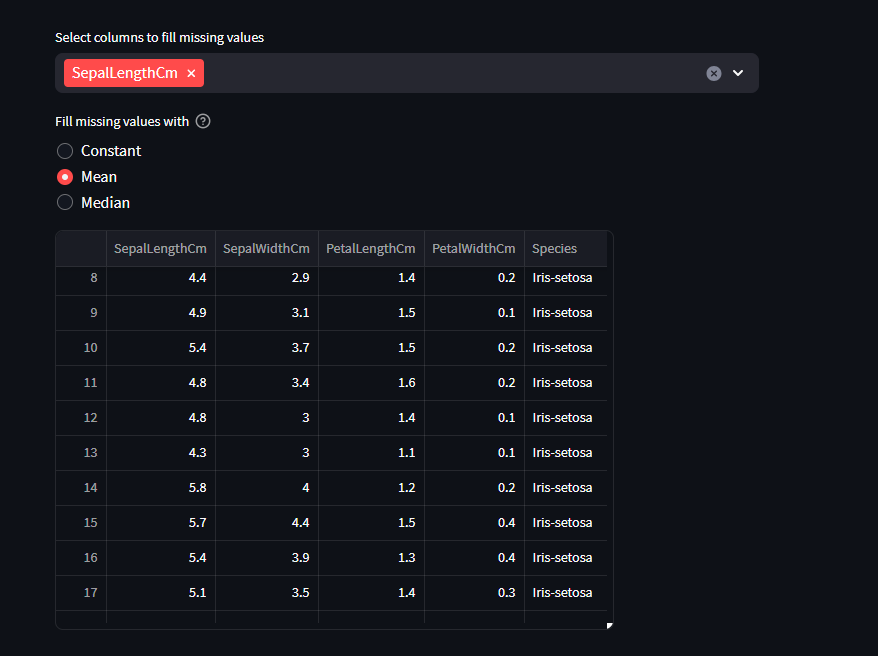 Select columns to fill missing values
SepalLengthCm ×
Fill missing values with ?
Constant
Mean
Median
SepalLengthCm SepalWidthCm PetalLengthCm PetalWidthCm Species
8 4.4 2.9 1.4 0.2 Iris-setosa
9 4.9 3.1 1.5 0.1 Iris-setosa
10 5.4 3.7 1.5 0.2 Iris-setosa
11 4.8 3.4 1.6 0.2 Iris-setosa
12 4.8 3 1.4 0.1 Iris-setosa
13 4.3 3 1.1 0.1 Iris-setosa
14 5.8 4 1.2 0.2 Iris-setosa
15 5.7 4.4 1.5 0.4 Iris-setosa
16 5.4 3.9 1.3 0.4 Iris-setosa
17 5.1 3.5 1.4 0.3 Iris-setosa